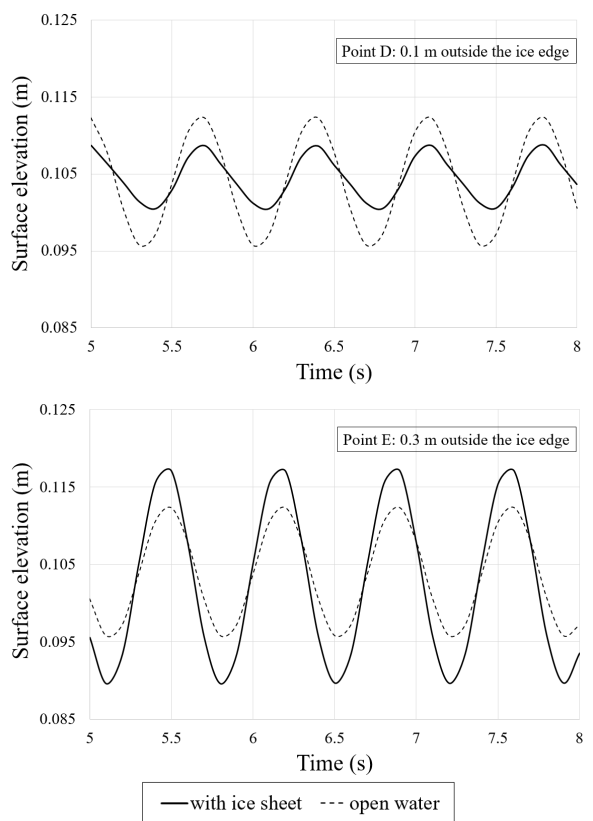 0.125
Point D: 0.1 m outside the ice edge
0.115
0.105
0.095
0.085
Surface elevation (m)
5 5.5 6 6.5 7 7.5 8
Time (s)
0.125
Point E: 0.3 m outside the ice edge
0.115
0.105
0.095
0.085
Surface elevation (m)
5 5.5 6 6.5 7 7.5 8
Time (s)
with ice sheet open water